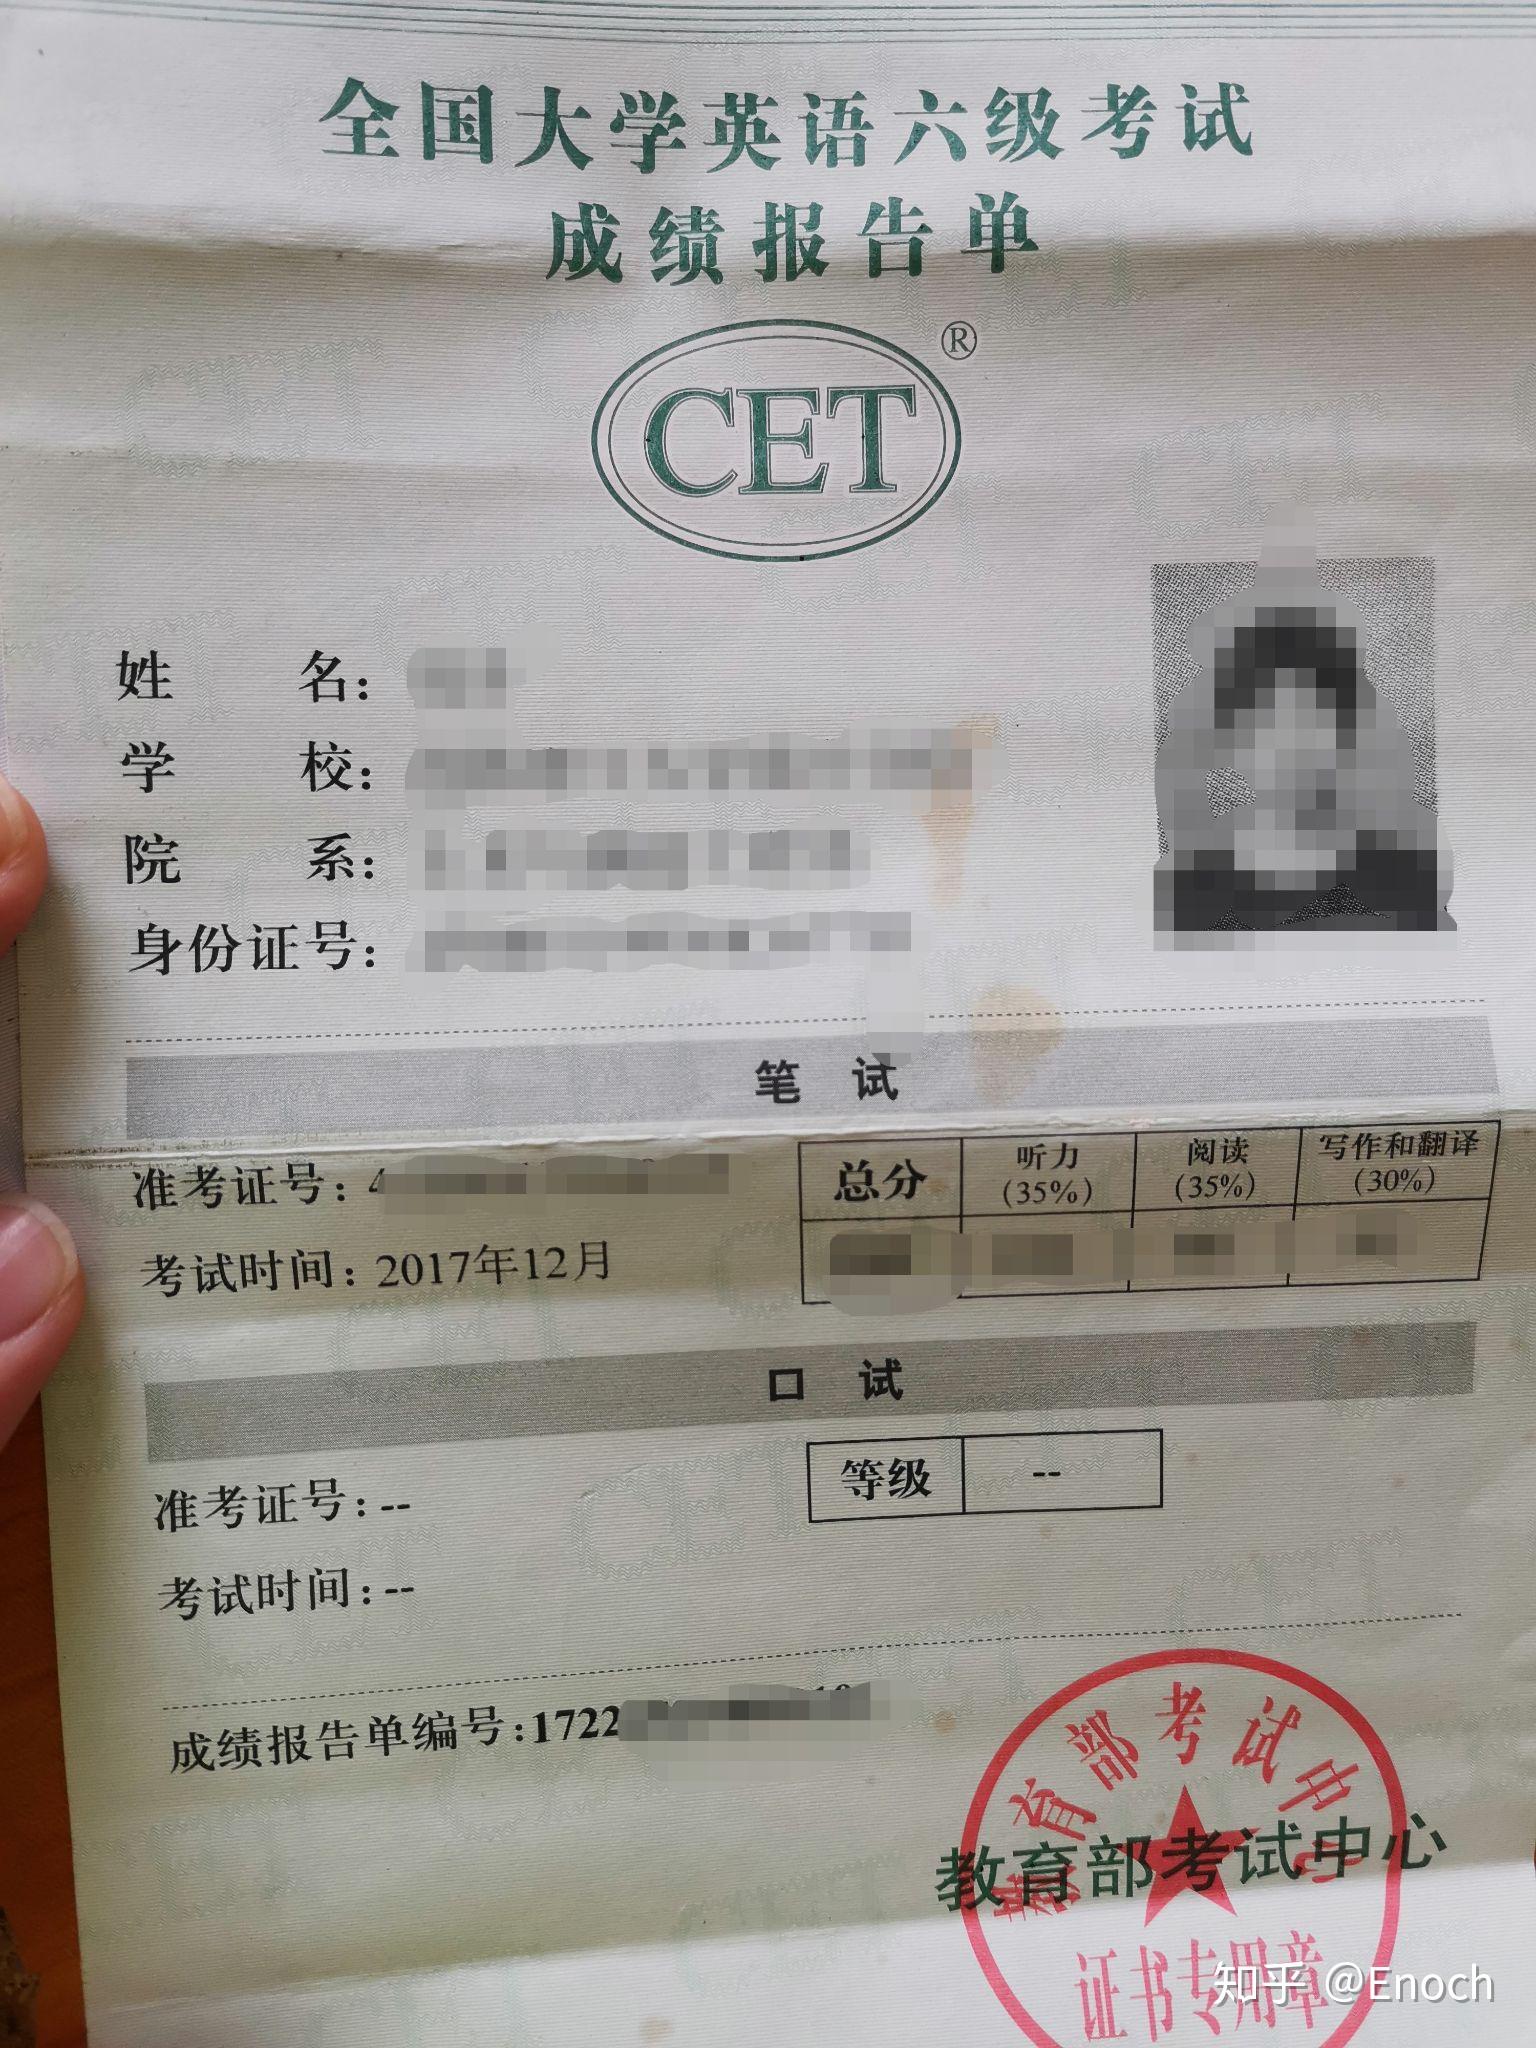 全国大学英语六级考试
成绩报告单
CET®
姓名：
学校：
院系：
身份证号：
笔试
准考证号：4
总分 听力(35%) 阅读(35%) 写作和翻译(30%)
考试时间：2017年12月
口试
准考证号：--
等级 --
考试时间：--
成绩报告单编号：1722
教育部考试中心
教育部考试中心
证书专用章
知乎 @Enoch